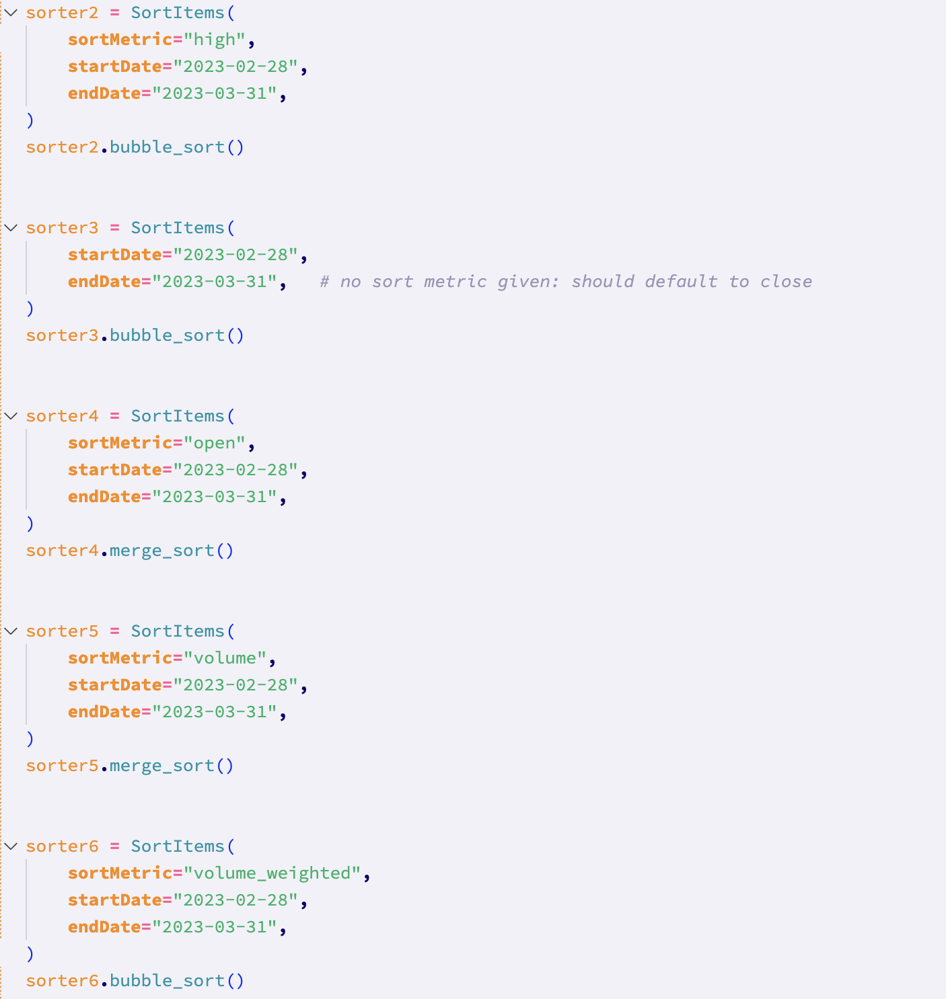 sorter2 = SortItems(
    sortMetric="high",
    startDate="2023-02-28",
    endDate="2023-03-31",
)
sorter2.bubble_sort()
sorter3 = SortItems(
    startDate="2023-02-28",
    endDate="2023-03-31",   # no sort metric given: should default to close
)
sorter3.bubble_sort()
sorter4 = SortItems(
    sortMetric="open",
    startDate="2023-02-28",
    endDate="2023-03-31",
)
sorter4.merge_sort()
sorter5 = SortItems(
    sortMetric="volume",
    startDate="2023-02-28",
    endDate="2023-03-31",
)
sorter5.merge_sort()
sorter6 = SortItems(
    sortMetric="volume_weighted",
    startDate="2023-02-28",
    endDate="2023-03-31",
)
sorter6.bubble_sort()